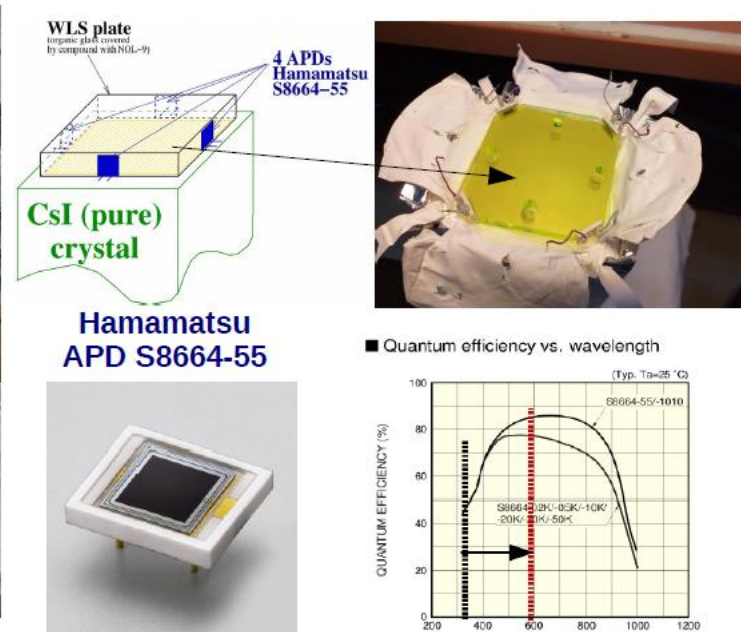 WLS plate
(organic glass covered
by compound with NOL-9)
4 APDs
Hamamatsu
S8664-55
CsI (pure)
crystal
Hamamatsu
APD S8664-55
■ Quantum efficiency vs. wavelength
(Typ. Ta=25 °C)
QUANTUM EFFICIENCY (%)
100
80
60
40
20
0
S8664-55/-1010
S8664-02K/-05K/-10K/
-20K/-30K/-50K
200
400
600
800
1000
1200